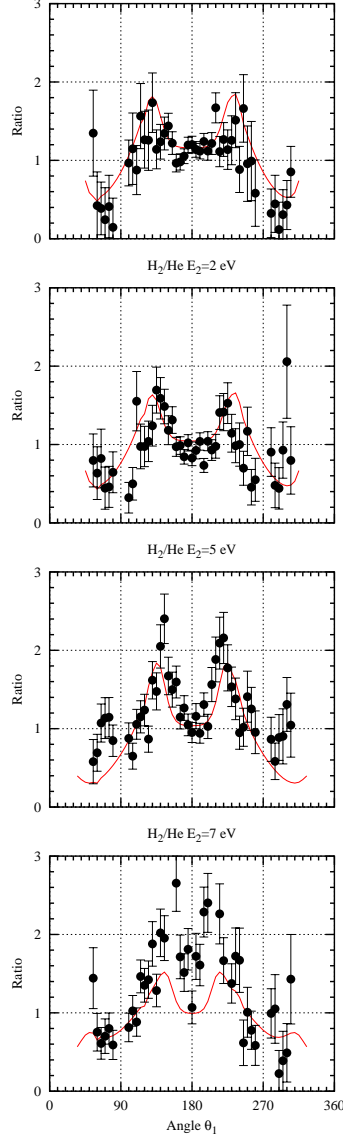 3
2
1
0
Ratio
H2/He E2=2 eV
3
2
1
0
Ratio
H2/He E2=5 eV
3
2
1
0
Ratio
H2/He E2=7 eV
3
2
1
0
Ratio
0 90 180 270 360
Angle θ1